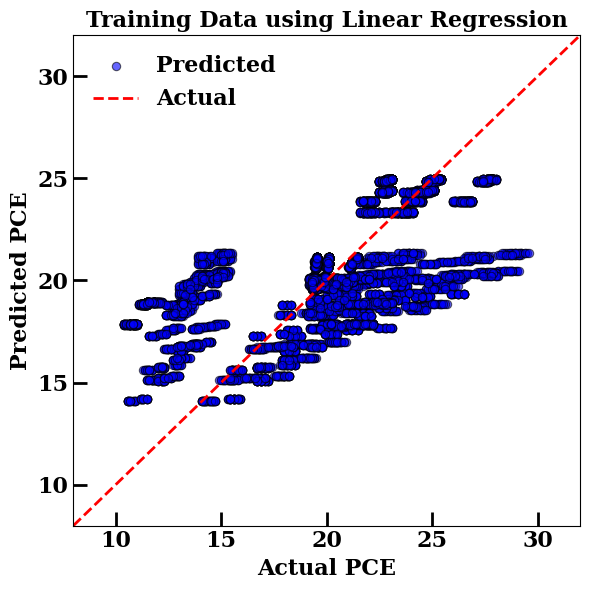 Training Data using Linear Regression
Predicted
Actual
30
25
20
15
10
Predicted PCE
10 15 20 25 30
Actual PCE